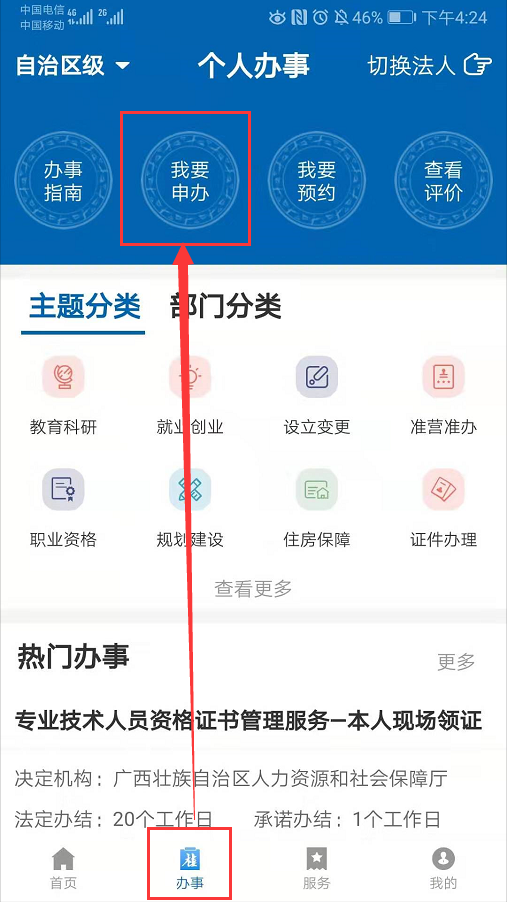 中国电信 4G 2G
中国移动
46% 下午4:24
自治区级 个人办事 切换法人
办事
指南
我要
申办
我要
预约
查看
评价
主题分类 部门分类
教育科研 就业创业 设立变更 准营准办
职业资格 规划建设 住房保障 证件办理
查看更多
热门办事 更多
专业技术人员资格证书管理服务—本人现场领证
决定机构：广西壮族自治区人力资源和社会保障厅
法定办结：20个工作日 承诺办结：1个工作日
首页 办事 服务 我的